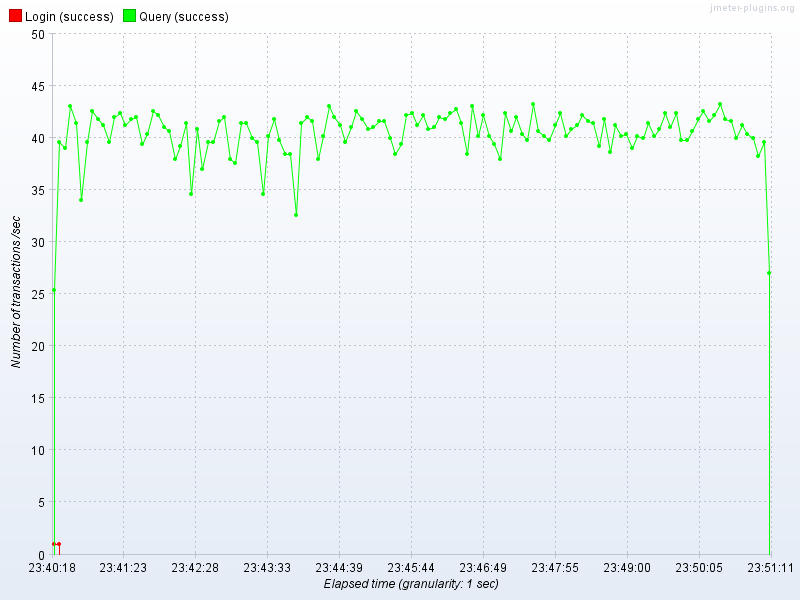 jmeter-plugins.org
Login (success) Query (success)
50
45
40
35
30
25
20
15
10
5
0
Number of transactions /sec
23:40:18 23:41:23 23:42:28 23:43:33 23:44:39 23:45:44 23:46:49 23:47:55 23:49:00 23:50:05 23:51:11
Elapsed time (granularity: 1 sec)